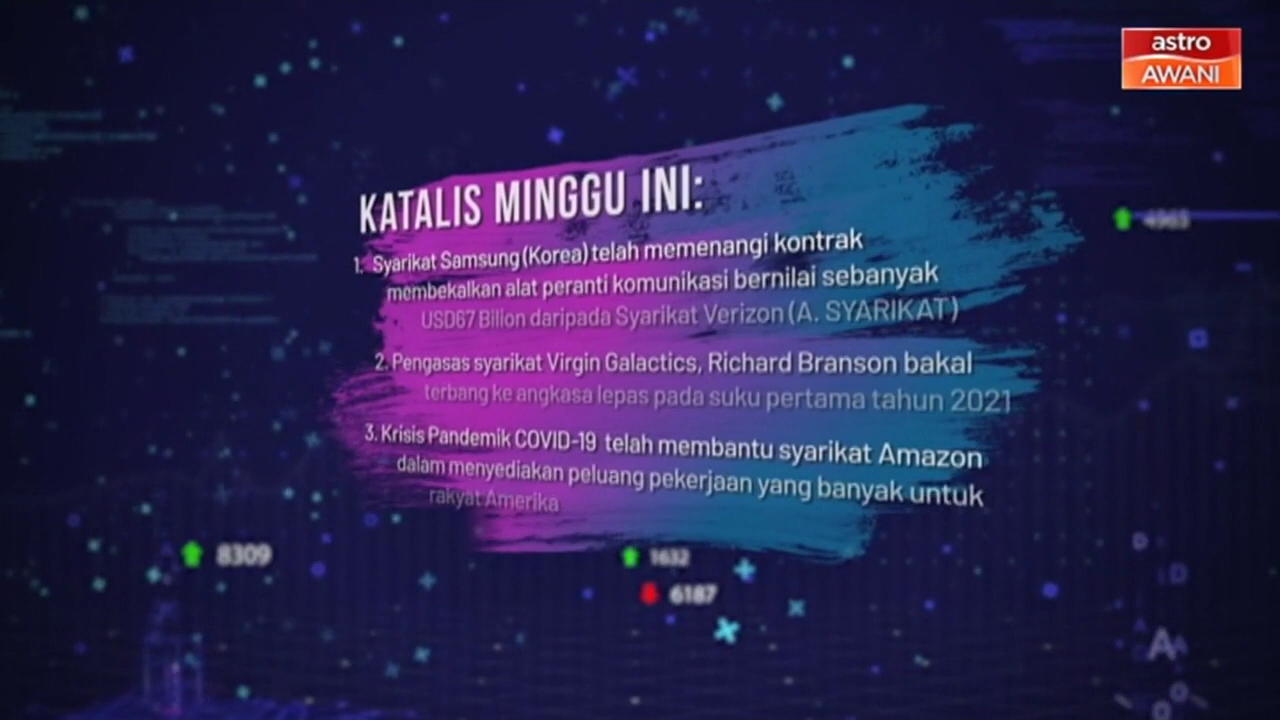 astro
AWANI
KATALIS MINGGU INI:
1. Syarikat Samsung (Korea) telah memenangi kontrak
membekalkan alat peranti komunikasi bernilai sebanyak
USD67 Billon daripada Syarikat Verizon (A. SYARIKAT)
2. Pengasas syarikat Virgin Galactics, Richard Branson bakal
terbang ke angkasa lepas pada suku pertama tahun 2021
3. Krisis Pandemik COVID-19 telah membantu syarikat Amazon
dalam menyediakan peluang pekerjaan yang banyak untuk
rakyat Amerika
8309
1632
6187
D
D
A